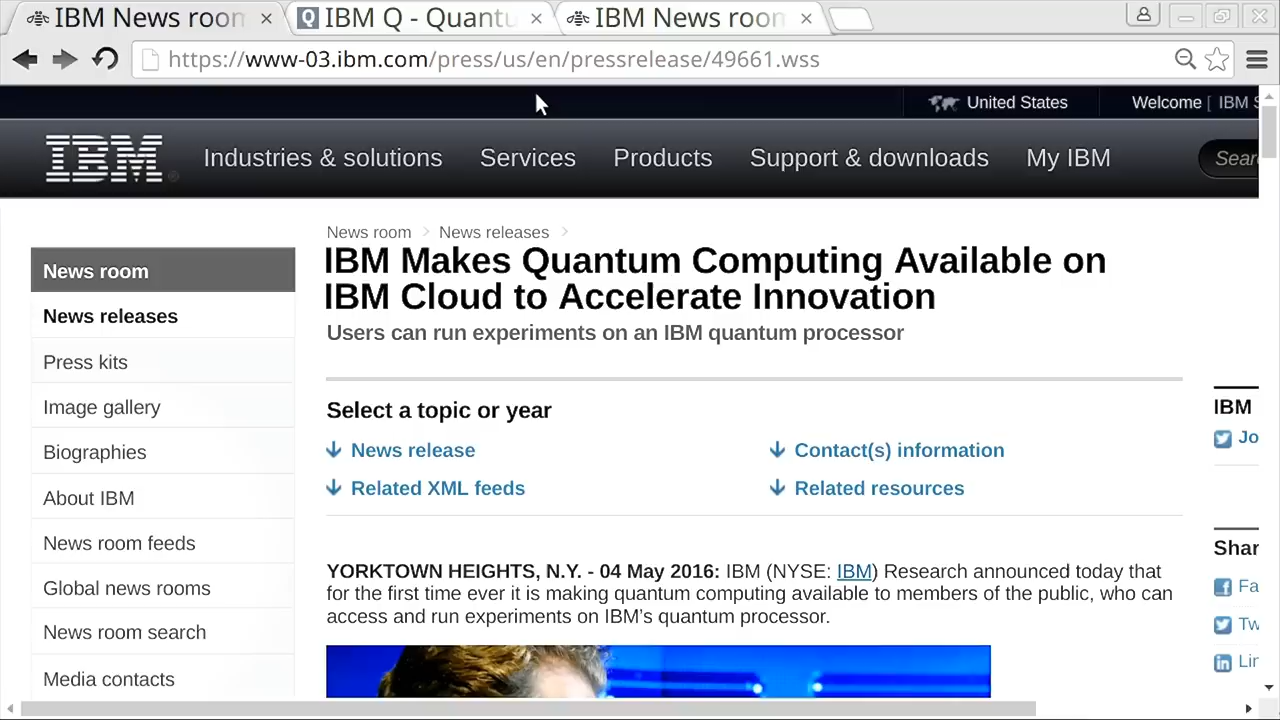 IBM News room
IBM Q - Quantu
IBM News room
https://www-03.ibm.com/press/us/en/pressrelease/49661.wss
United States
Welcome [ IBM S
IBM
Industries & solutions
Services
Products
Support & downloads
My IBM
Sear
News room
News releases
Press kits
Image gallery
Biographies
About IBM
News room feeds
Global news rooms
News room search
Media contacts
News room
News releases
IBM Makes Quantum Computing Available on
IBM Cloud to Accelerate Innovation
Users can run experiments on an IBM quantum processor
Select a topic or year
News release
Contact(s) information
Related XML feeds
Related resources
YORKTOWN HEIGHTS, N.Y. - 04 May 2016: IBM (NYSE: IBM) Research announced today that
for the first time ever it is making quantum computing available to members of the public, who can
access and run experiments on IBM's quantum processor.
IBM
Jo
Shar
Fa
Tw
Lin